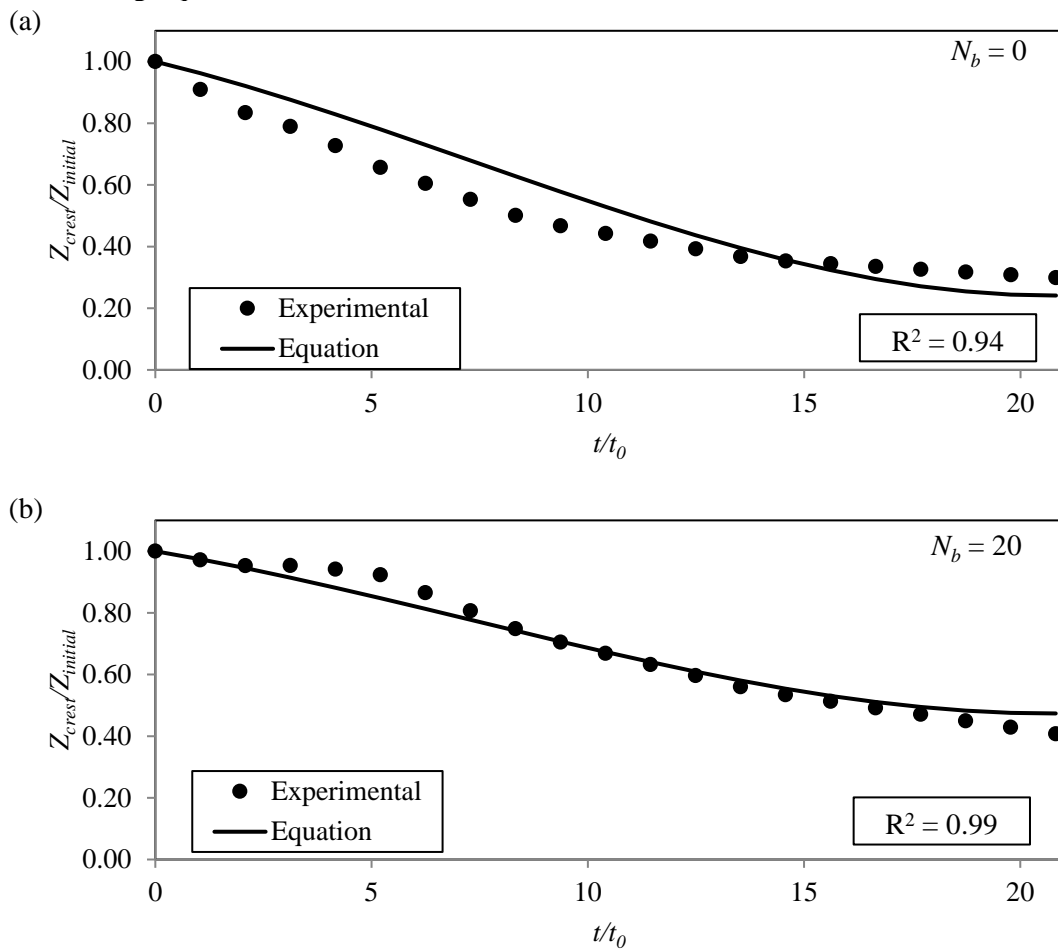 (a)
N_b = 0
Z_crest/Z_initial
1.00
0.80
0.60
0.40
0.20
0.00
Experimental
Equation
R² = 0.94
0 5 10 15 20
t/t_0
(b)
N_b = 20
Z_crest/Z_initial
1.00
0.80
0.60
0.40
0.20
0.00
Experimental
Equation
R² = 0.99
0 5 10 15 20
t/t_0